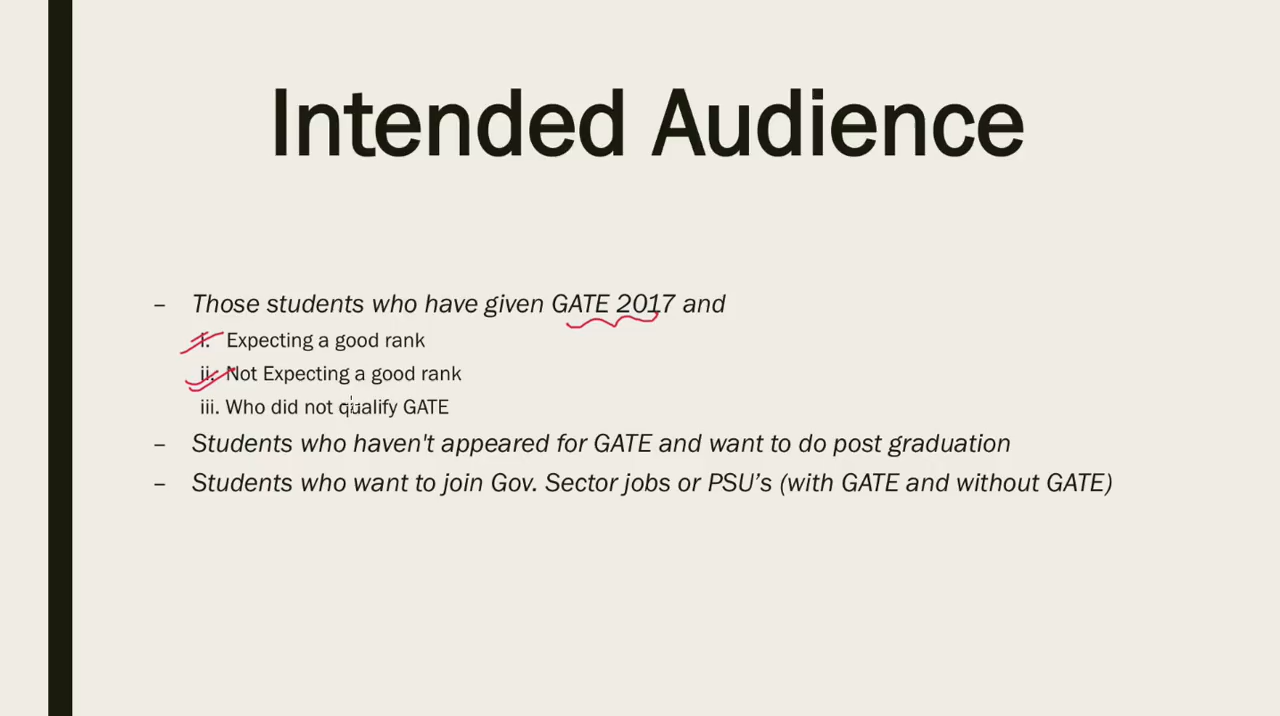 Intended Audience
– Those students who have given GATE 2017 and
i. Expecting a good rank
ii. Not Expecting a good rank
iii. Who did not qualify GATE
– Students who haven't appeared for GATE and want to do post graduation
– Students who want to join Gov. Sector jobs or PSU’s (with GATE and without GATE)